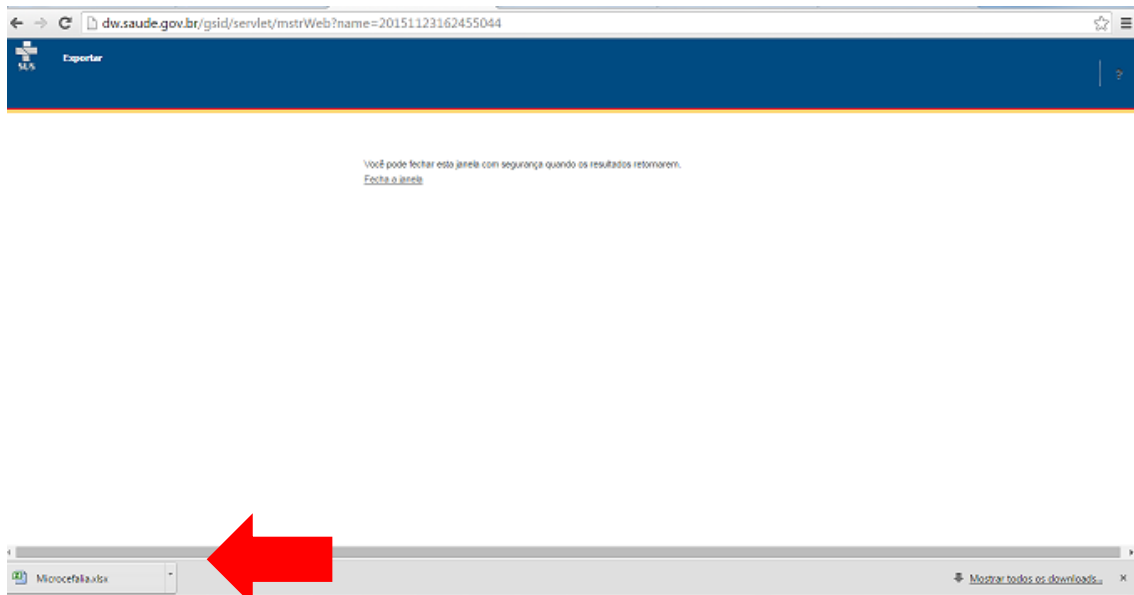 dw.saude.gov.br/gsid/servlet/mstrWeb?name=20151123162455044
SUS
Exportar
?
Você pode fechar esta janela com segurança quando os resultados retornarem.
Fecha a janela
Microcefalia.xlsx
Mostrar todos os downloads...